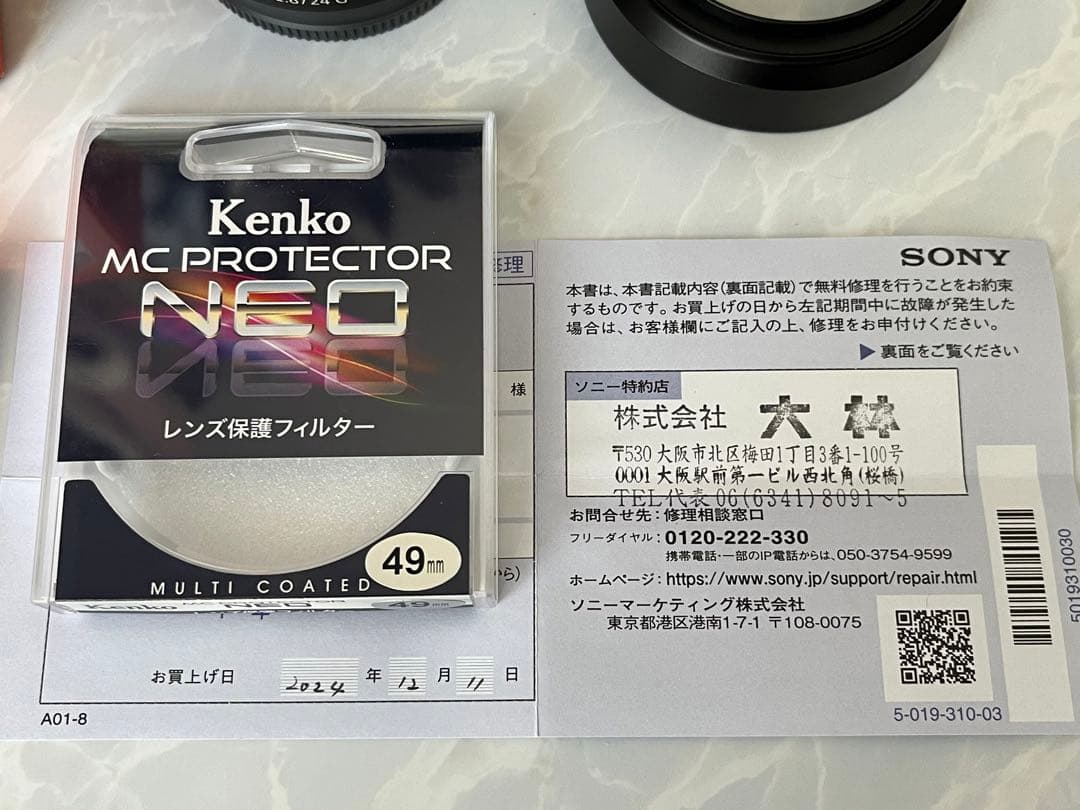 2.8/24 G
Kenko
MC PROTECTOR
NEO
レンズ保護フィルター
49mm
MULTI COATED
Kenko MC PROTECTOR NEO 49mm
修理
様
から)
お買上げ日 2024 年 12 月 11 日
A01-8
SONY
本書は、本書記載内容(裏面記載)で無料修理を行うことをお約束
するものです。お買上げの日から左記期間中に故障が発生した
場合は、お客様欄にご記入の上、修理をお申付けください。
▶ 裏面をご覧ください
ソニー特約店
株式会社 大林
〒530 大阪市北区梅田1丁目3番1-100号
0001 大阪駅前第一ビル西北角(桜橋)
TEL代表 06(6341)8091~5
お問合せ先:修理相談窓口
フリーダイヤル:0120-222-330
携帯電話・一部のIP電話からは、050-3754-9599
ホームページ:https://www.sony.jp/support/repair.html
ソニーマーケティング株式会社
東京都港区港南1-7-1 〒108-0075
5-019-310-03
5019310030